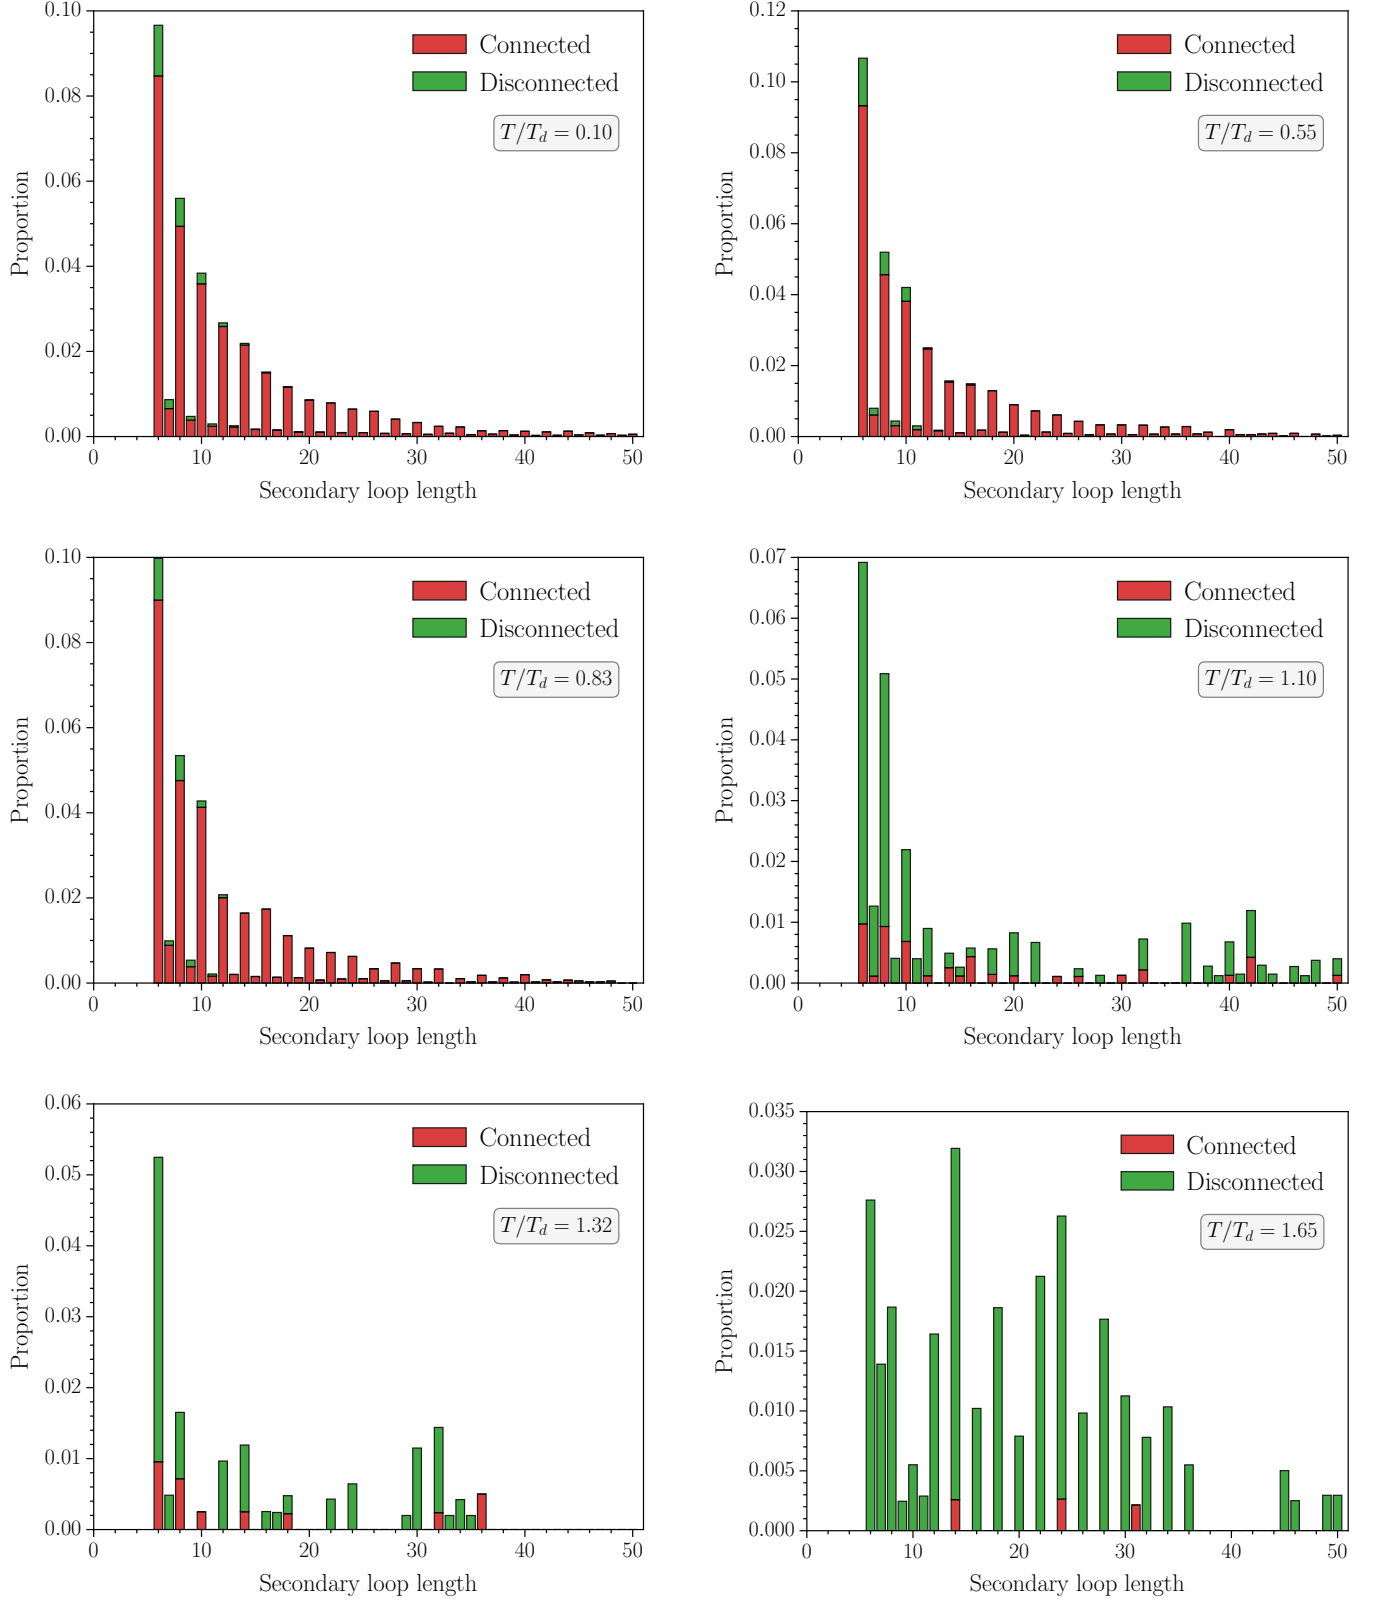 0.10
0.08
0.06
0.04
0.02
0.00
Proportion
0 10 20 30 40 50
Secondary loop length
Connected
Disconnected
T/T_d = 0.10
0.12
0.10
0.08
0.06
0.04
0.02
0.00
Proportion
0 10 20 30 40 50
Secondary loop length
Connected
Disconnected
T/T_d = 0.55
0.10
0.08
0.06
0.04
0.02
0.00
Proportion
0 10 20 30 40 50
Secondary loop length
Connected
Disconnected
T/T_d = 0.83
0.07
0.06
0.05
0.04
0.03
0.02
0.01
0.00
Proportion
0 10 20 30 40 50
Secondary loop length
Connected
Disconnected
T/T_d = 1.10
0.06
0.05
0.04
0.03
0.02
0.01
0.00
Proportion
0 10 20 30 40 50
Secondary loop length
Connected
Disconnected
T/T_d = 1.32
0.035
0.030
0.025
0.020
0.015
0.010
0.005
0.000
Proportion
0 10 20 30 40 50
Secondary loop length
Connected
Disconnected
T/T_d = 1.65